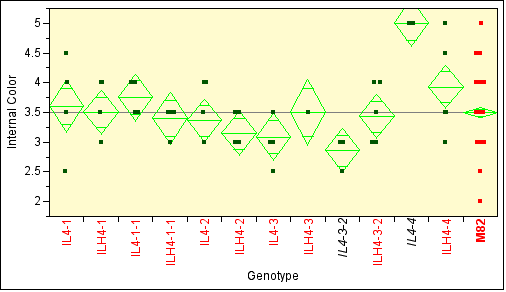 5
4.5
4
3.5
3
2.5
2
Internal Color
IL4-1
ILH4-1
IL4-1-1
ILH4-1-1
IL4-2
ILH4-2
IL4-3
ILH4-3
IL4-3-2
ILH4-3-2
IL4-4
ILH4-4
M82
Genotype